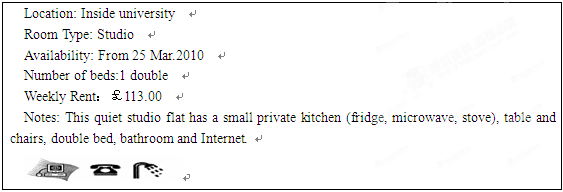 Location: Inside university
Room Type: Studio
Availability: From 25 Mar.2010
Number of beds:1 double
Weekly Rent：￡113.00
Notes: This quiet studio flat has a small private kitchen (fridge, microwave, stove), table and
chairs, double bed, bathroom and Internet.